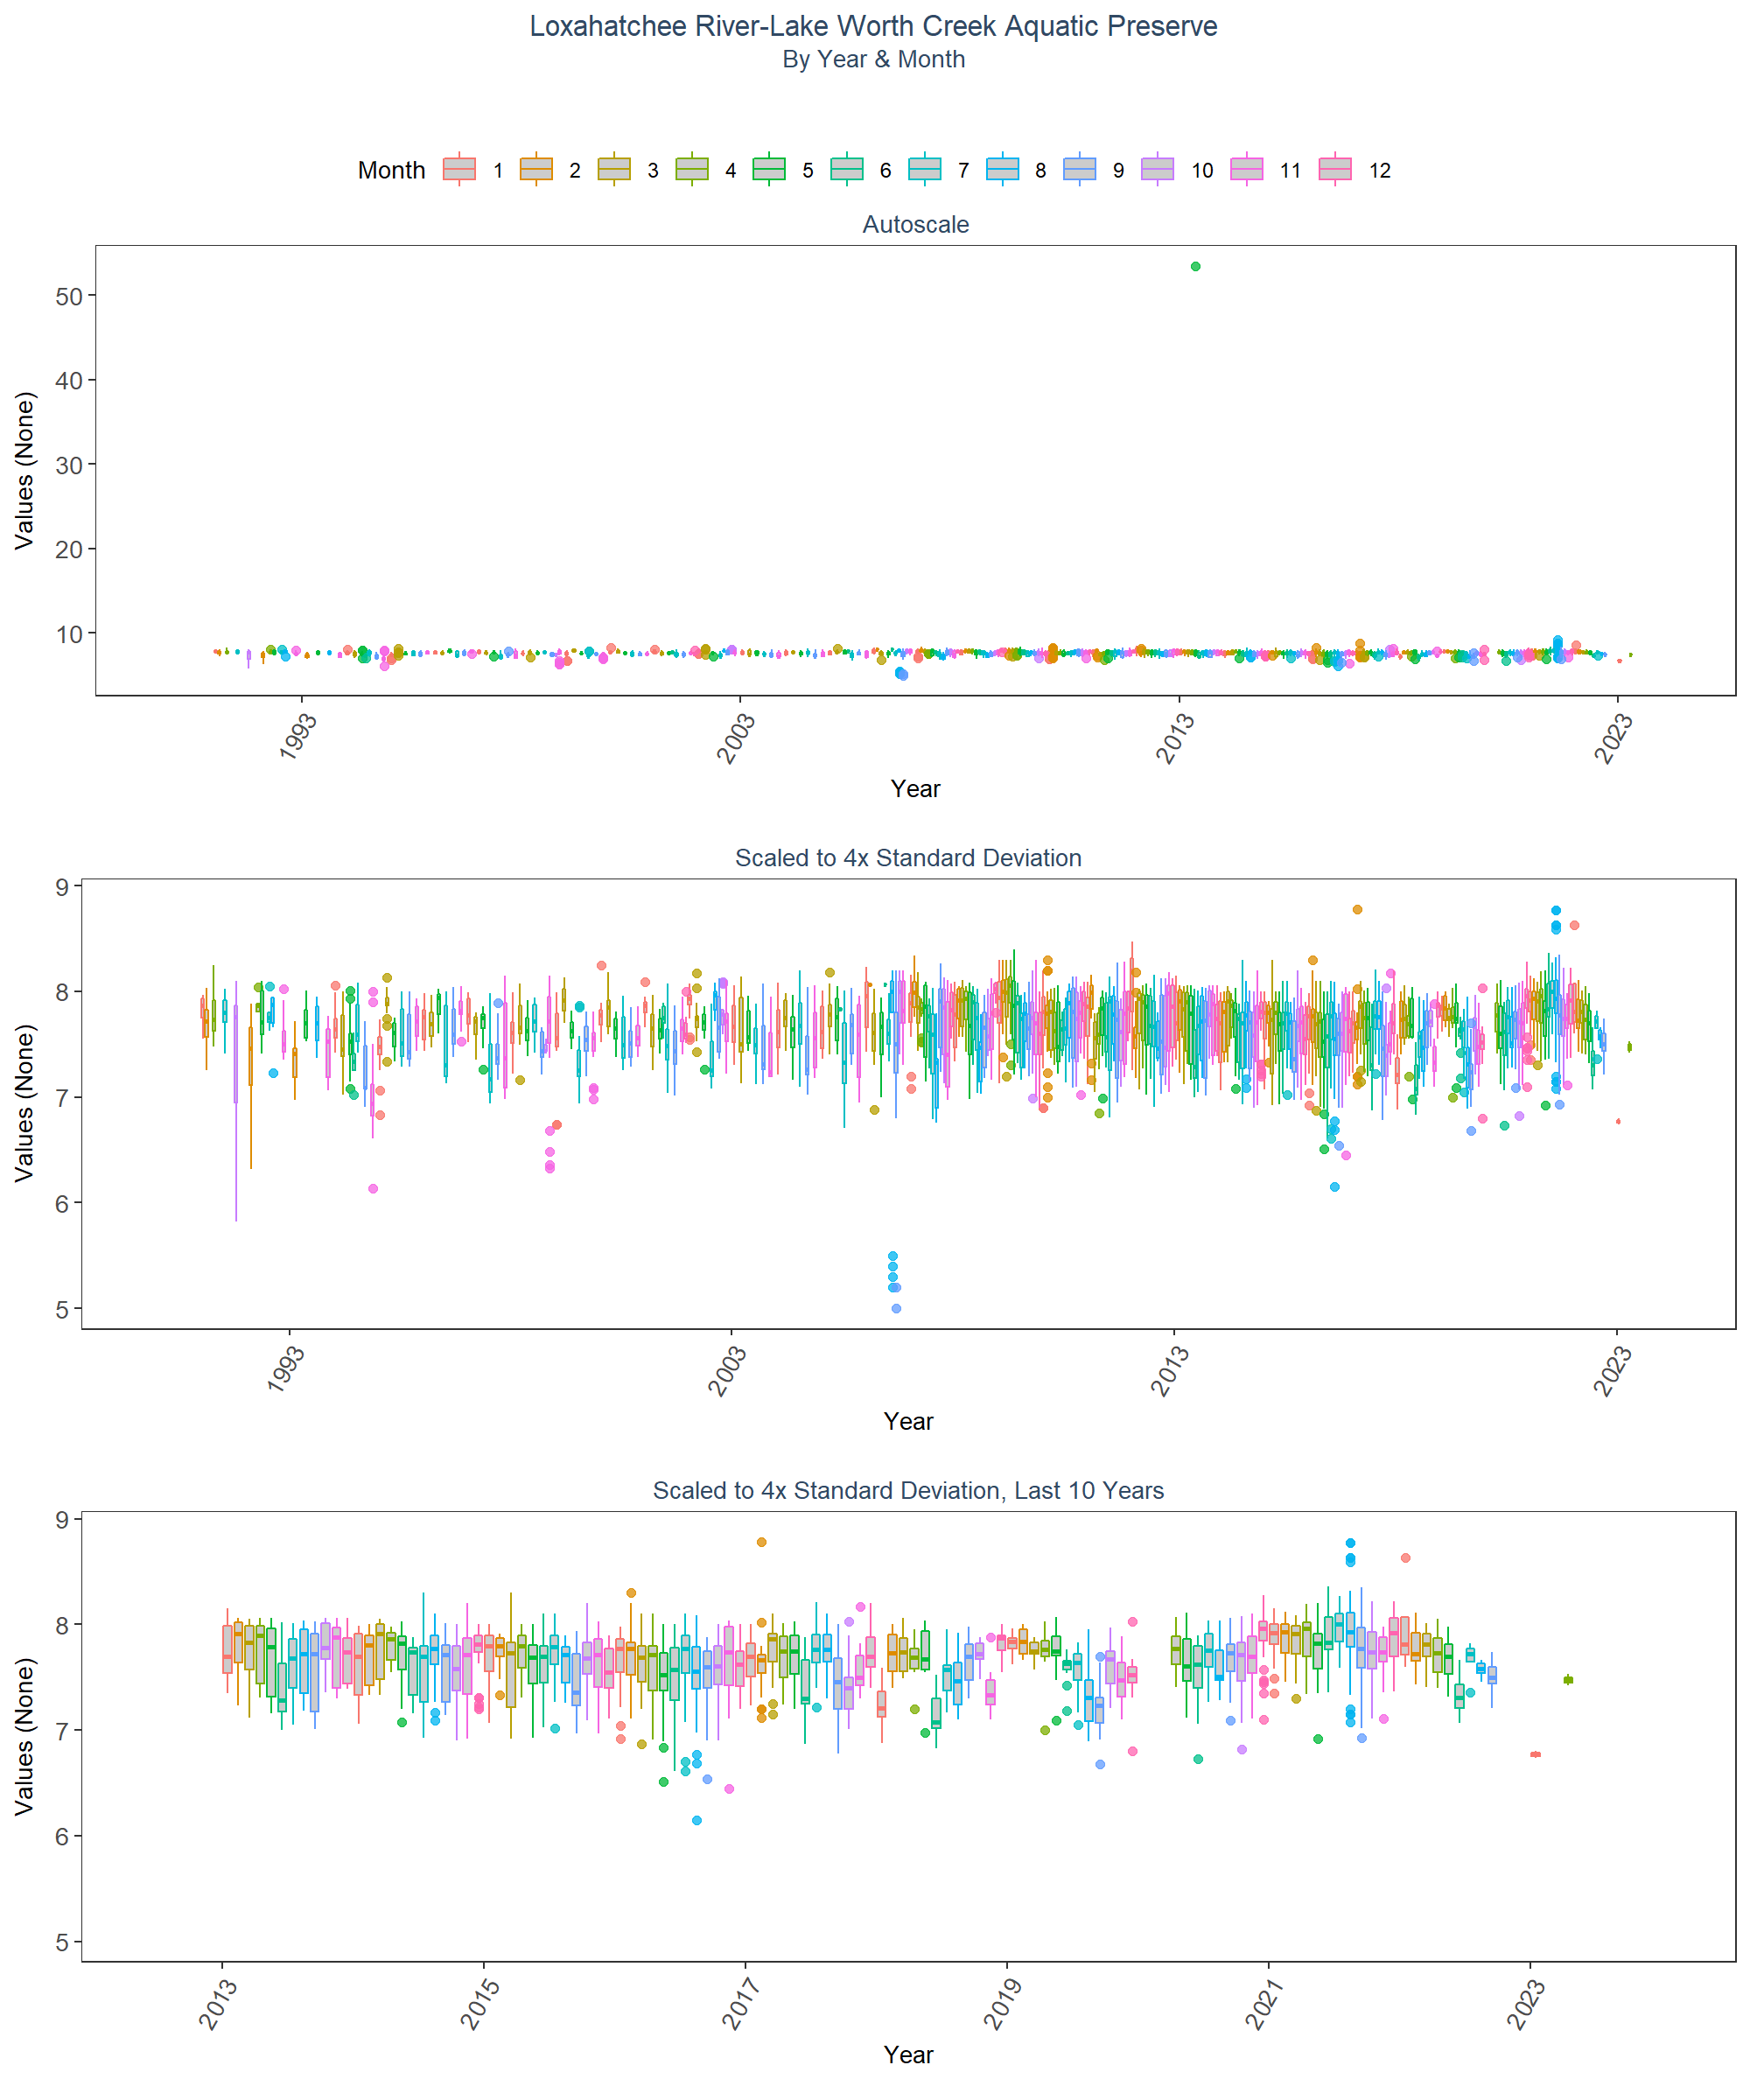 Loxahatchee River-Lake Worth Creek Aquatic Preserve
By Year & Month
Month 1 2 3 4 5 6 7 8 9 10 11 12
Autoscale
Values (None)
50
40
30
20
10
1993 2003 2013 2023
Year
Scaled to 4x Standard Deviation
Values (None)
9
8
7
6
5
1993 2003 2013 2023
Year
Scaled to 4x Standard Deviation, Last 10 Years
Values (None)
9
8
7
6
5
2013 2015 2017 2019 2021 2023
Year